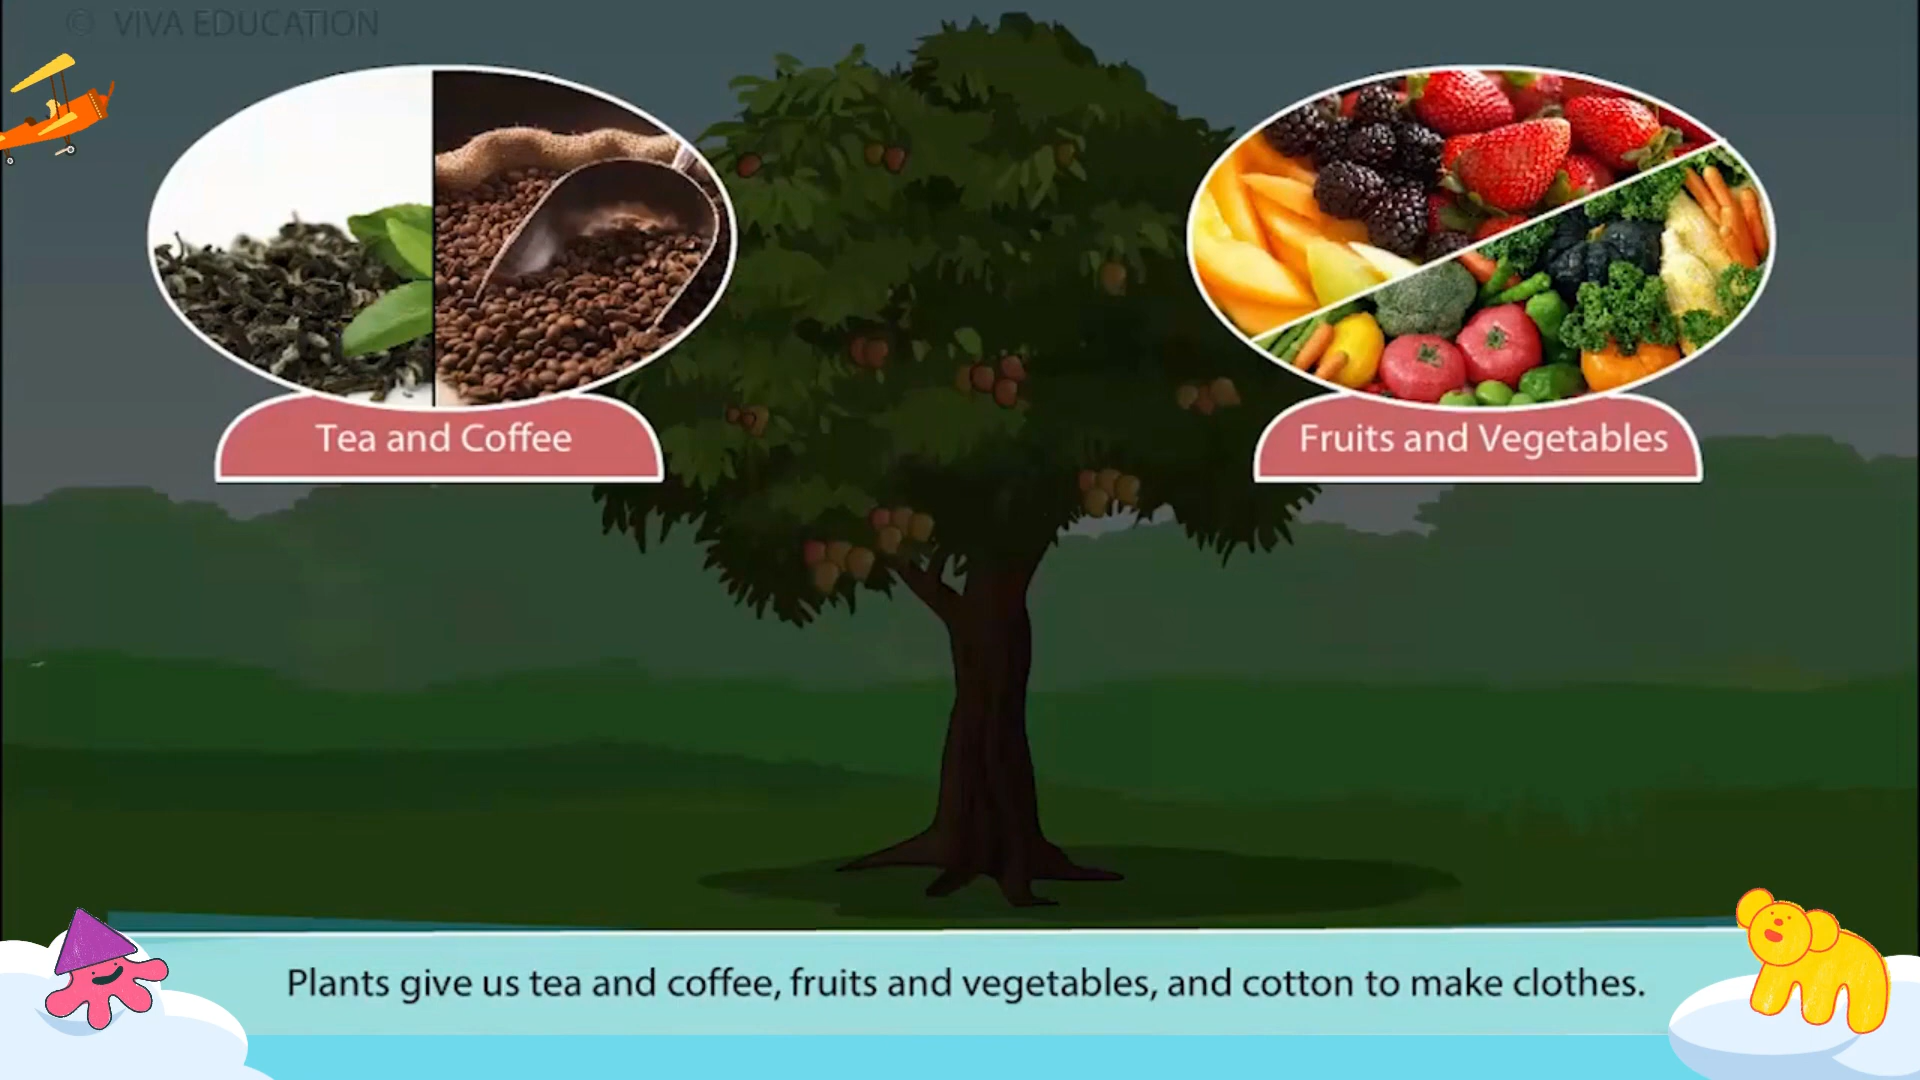 © VIVA EDUCATION
Tea and Coffee
Fruits and Vegetables
Plants give us tea and coffee, fruits and vegetables, and cotton to make clothes.